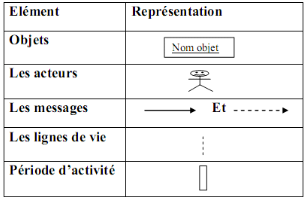 Elément Représentation
Objets
Nom objet
Les acteurs
Les messages Et
Les lignes de vie
Période d’activité